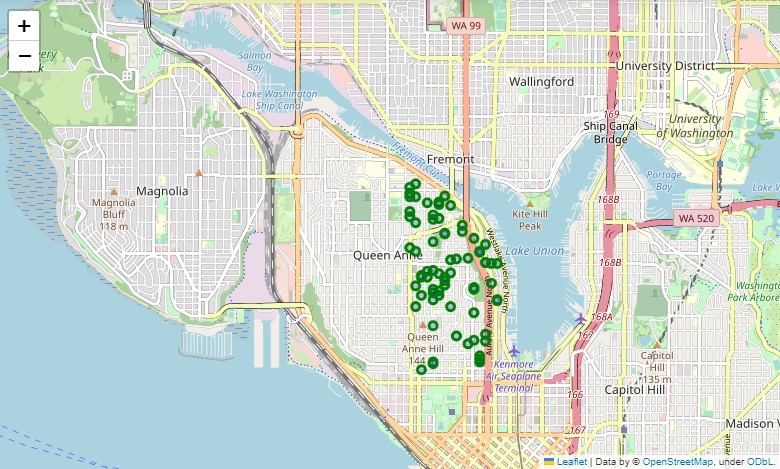 +
−
WA 99
Salmon
Bay
University District
Wallingford
Lake Washington
Ship Canal
169
Ship Canal
Bridge
University
of Washington
Fremont Cut
Fremont
Portage
Bay
Magnolia
Magnolia
Bluff
118 m
168B
Kite Hill
Peak
WA 520
Westlake Avenue North
Lake Union
Queen Anne
168B
Washington
Park Arbore
Aurora Avenue North
168A
Queen
Anne Hill
144
Kenmore
Air Seaplane
Terminal
Capitol
Hill
135 m
166
Capitol Hill
167
Madison V
Leaflet | Data by © OpenStreetMap, under ODbL.